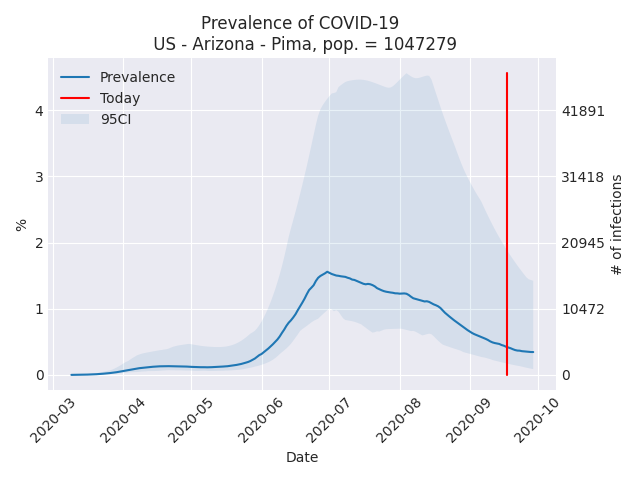 Prevalence of COVID-19
US - Arizona - Pima, pop. = 1047279
Prevalence
Today
95CI
%
4
3
2
1
0
41891
31418
20945
10472
0
# of infections
2020-03
2020-04
2020-05
2020-06
2020-07
2020-08
2020-09
2020-10
Date